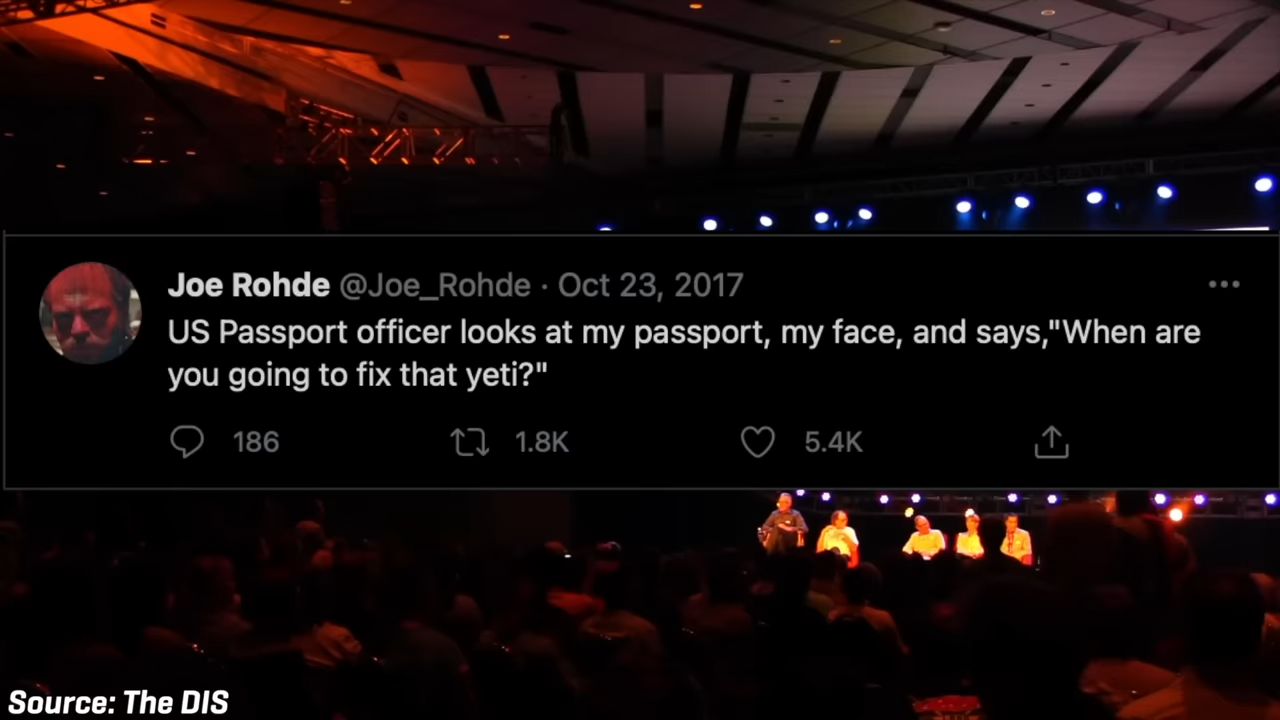 Joe Rohde @Joe_Rohde · Oct 23, 2017
US Passport officer looks at my passport, my face, and says,"When are
you going to fix that yeti?"
186 1.8K 5.4K
Source: The DIS